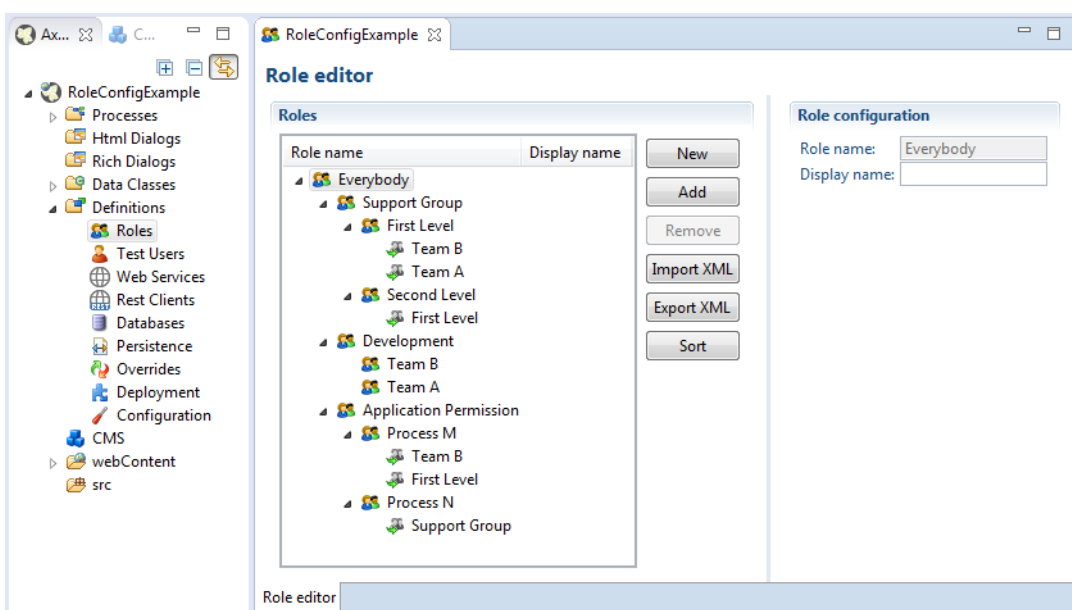 Ax...
C...
RoleConfigExample
Processes
Html Dialogs
Rich Dialogs
Data Classes
Definitions
Roles
Test Users
Web Services
Rest Clients
Databases
Persistence
Overrides
Deployment
Configuration
CMS
webContent
src
RoleConfigExample
Role editor
Roles
Role name Display name
Everybody
Support Group
First Level
Team B
Team A
Second Level
First Level
Development
Team B
Team A
Application Permission
Process M
Team B
First Level
Process N
Support Group
New
Add
Remove
Import XML
Export XML
Sort
Role configuration
Role name: Everybody
Display name:
Role editor